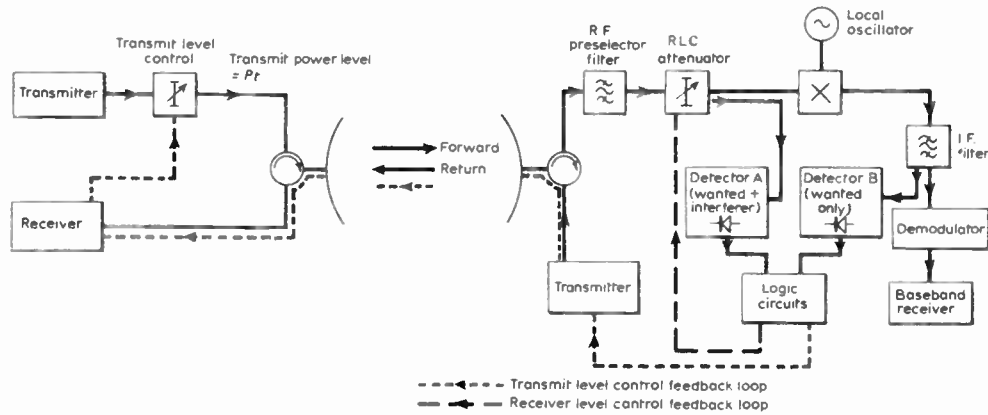 Transmitter
Transmit level
control
Transmit power level
= Pt
Receiver
Forward
Return
RF
preselector
filter
RLC
attenuator
Local
oscillator
I.F.
filter
Detector A
(wanted +
interferer)
Detector B
(wanted
only)
Demodulator
Baseband
receiver
Logic
circuits
Transmitter
Transmit level control feedback loop
Receiver level control feedback loop